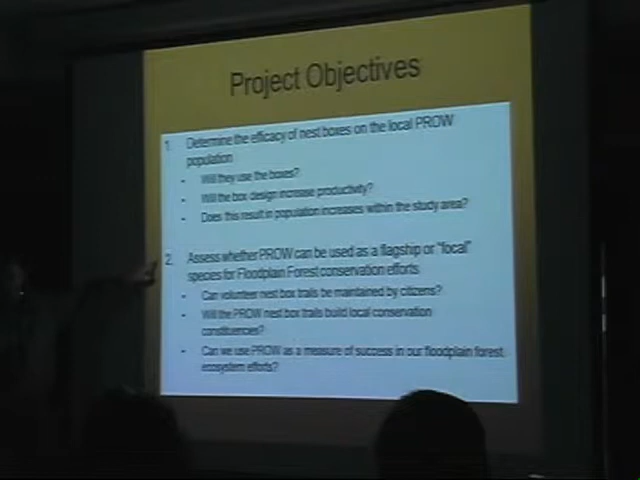 Project Objectives
1. Determine the efficacy of nest boxes on the local PROW
population
- Will they use the boxes?
- Will the box design increase productivity?
- Does this result in population increases within the study area?
2. Assess whether PROW can be used as a flagship or "focal"
species for Floodplain Forest conservation efforts
- Can volunteer nest box trails be maintained by citizens?
- Will the PROW nest box trails build local conservation
constituencies?
- Can we use PROW as a measure of success in our floodplain forest
ecosystem efforts?